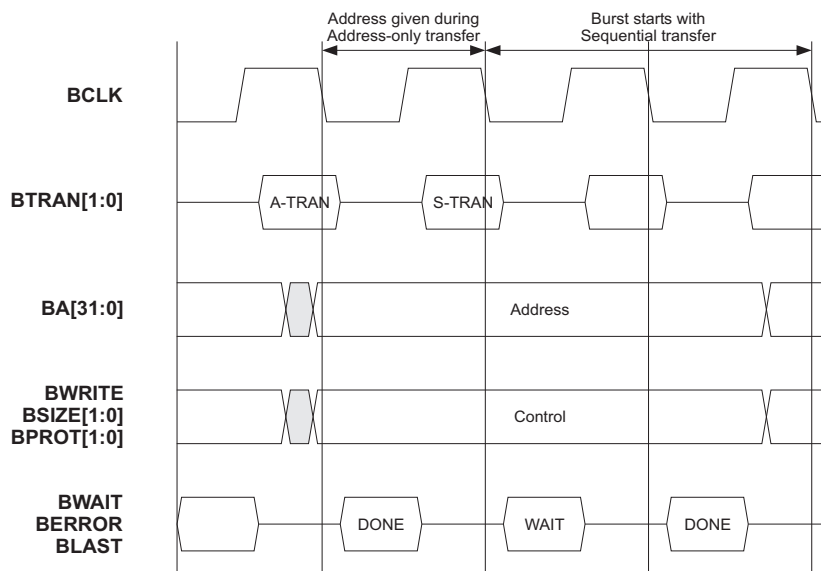 Address given during
Address-only transfer
Burst starts with
Sequential transfer
BCLK
BTRAN[1:0]
A-TRAN
S-TRAN
BA[31:0]
Address
BWRITE
BSIZE[1:0]
BPROT[1:0]
Control
BWAIT
BERROR
BLAST
DONE
WAIT
DONE